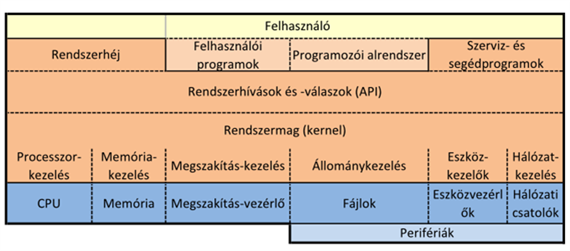 Felhasználó
Rendszerhéj
Felhasználói
programok
Programozói alrendszer
Szerviz- és
segédprogramok
Rendszerhívások és -válaszok (API)
Rendszermag (kernel)
Processzor-
kezelés
Memória-
kezelés
Megszakítás-kezelés
Állománykezelés
Eszköz-
kezelők
Hálózat-
kezelés
CPU
Memória
Megszakítás-vezérlő
Fájlok
Eszközvezérl
ők
Hálózati
csatolók
Perifériák